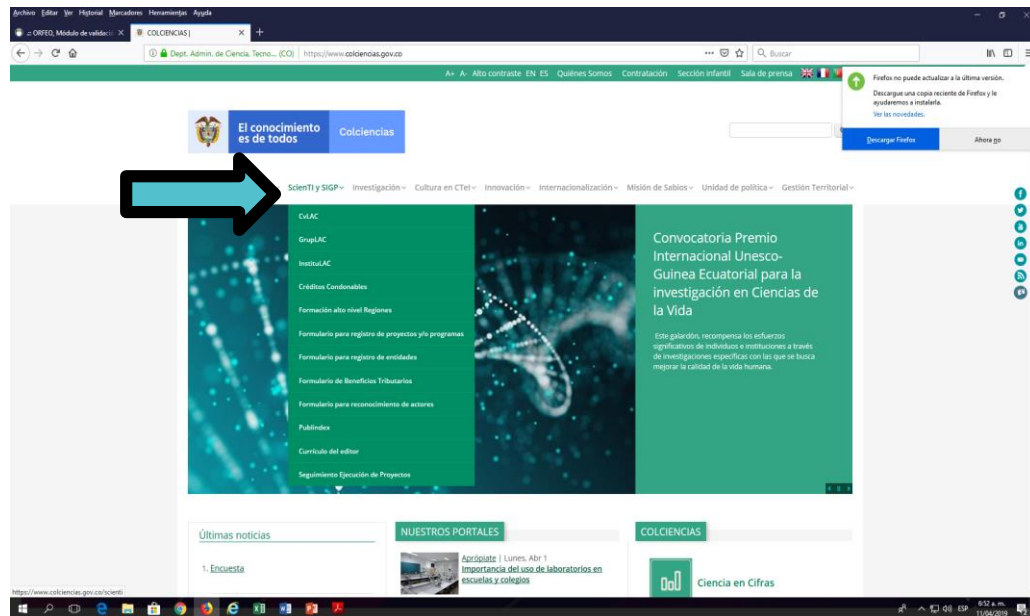 Archivo Editar Ver Historial Marcadores Herramientas Ayuda
.: ORFEO, Módulo de validació
COLCIENCIAS |
Dept. Admin. de Ciencia, Tecno... (CO)
https://www.colciencias.gov.co
Buscar
A+ A- Alto contraste EN ES Quiénes Somos Contratación Sección infantil Sala de prensa
Firefox no puede actualizar a la última versión.
Descargue una copia reciente de Firefox y le
ayudaremos a instalarla.
Ver las novedades.
Descargar Firefox
Ahora no
El conocimiento
es de todos
Colciencias
ScienTI y SIGP Investigación Cultura en CTeI Innovación Internacionalización Misión de Sabios Unidad de política Gestión Territorial
CvLAC
GrupLAC
InstituLAC
Créditos Condonables
Formación alto nivel Regiones
Formulario para registro de proyectos y/o programas
Formulario para registro de entidades
Formulario de Beneficios Tributarios
Formulario para reconocimiento de actores
Publindex
Currículo del editor
Seguimiento Ejecución de Proyectos
Convocatoria Premio
Internacional Unesco-
Guinea Ecuatorial para la
investigación en Ciencias de
la Vida
Este galardón, recompensa los esfuerzos
significativos de individuos e instituciones a través
de investigaciones específicas con las que se busca
mejorar la calidad de la vida humana.
Últimas noticias
1. Encuesta
NUESTROS PORTALES
Aprópiate | Lunes, Abr 1
Importancia del uso de laboratorios en
escuelas y colegios
COLCIENCIAS
Ciencia en Cifras
https://www.colciencias.gov.co/scienti
ESP
6:52 a. m.
11/04/2019